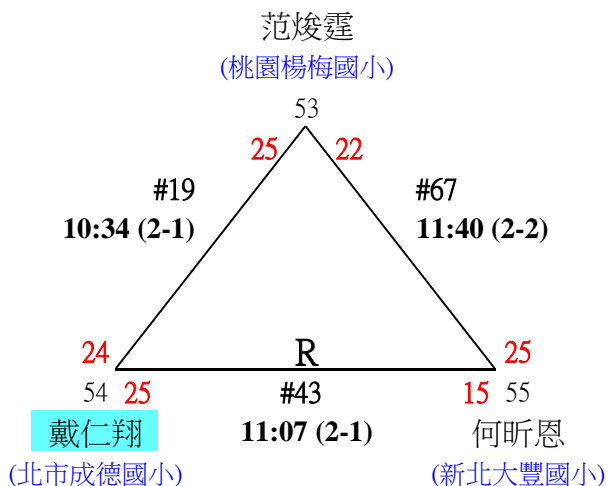 范焌霆
(桃園楊梅國小)
53
25 22
#19 #67
10:34 (2-1) 11:40 (2-2)
24 R 25
54 25 #43 15 55
戴仁翔 11:07 (2-1) 何昕恩
(北市成德國小) (新北大豐國小)